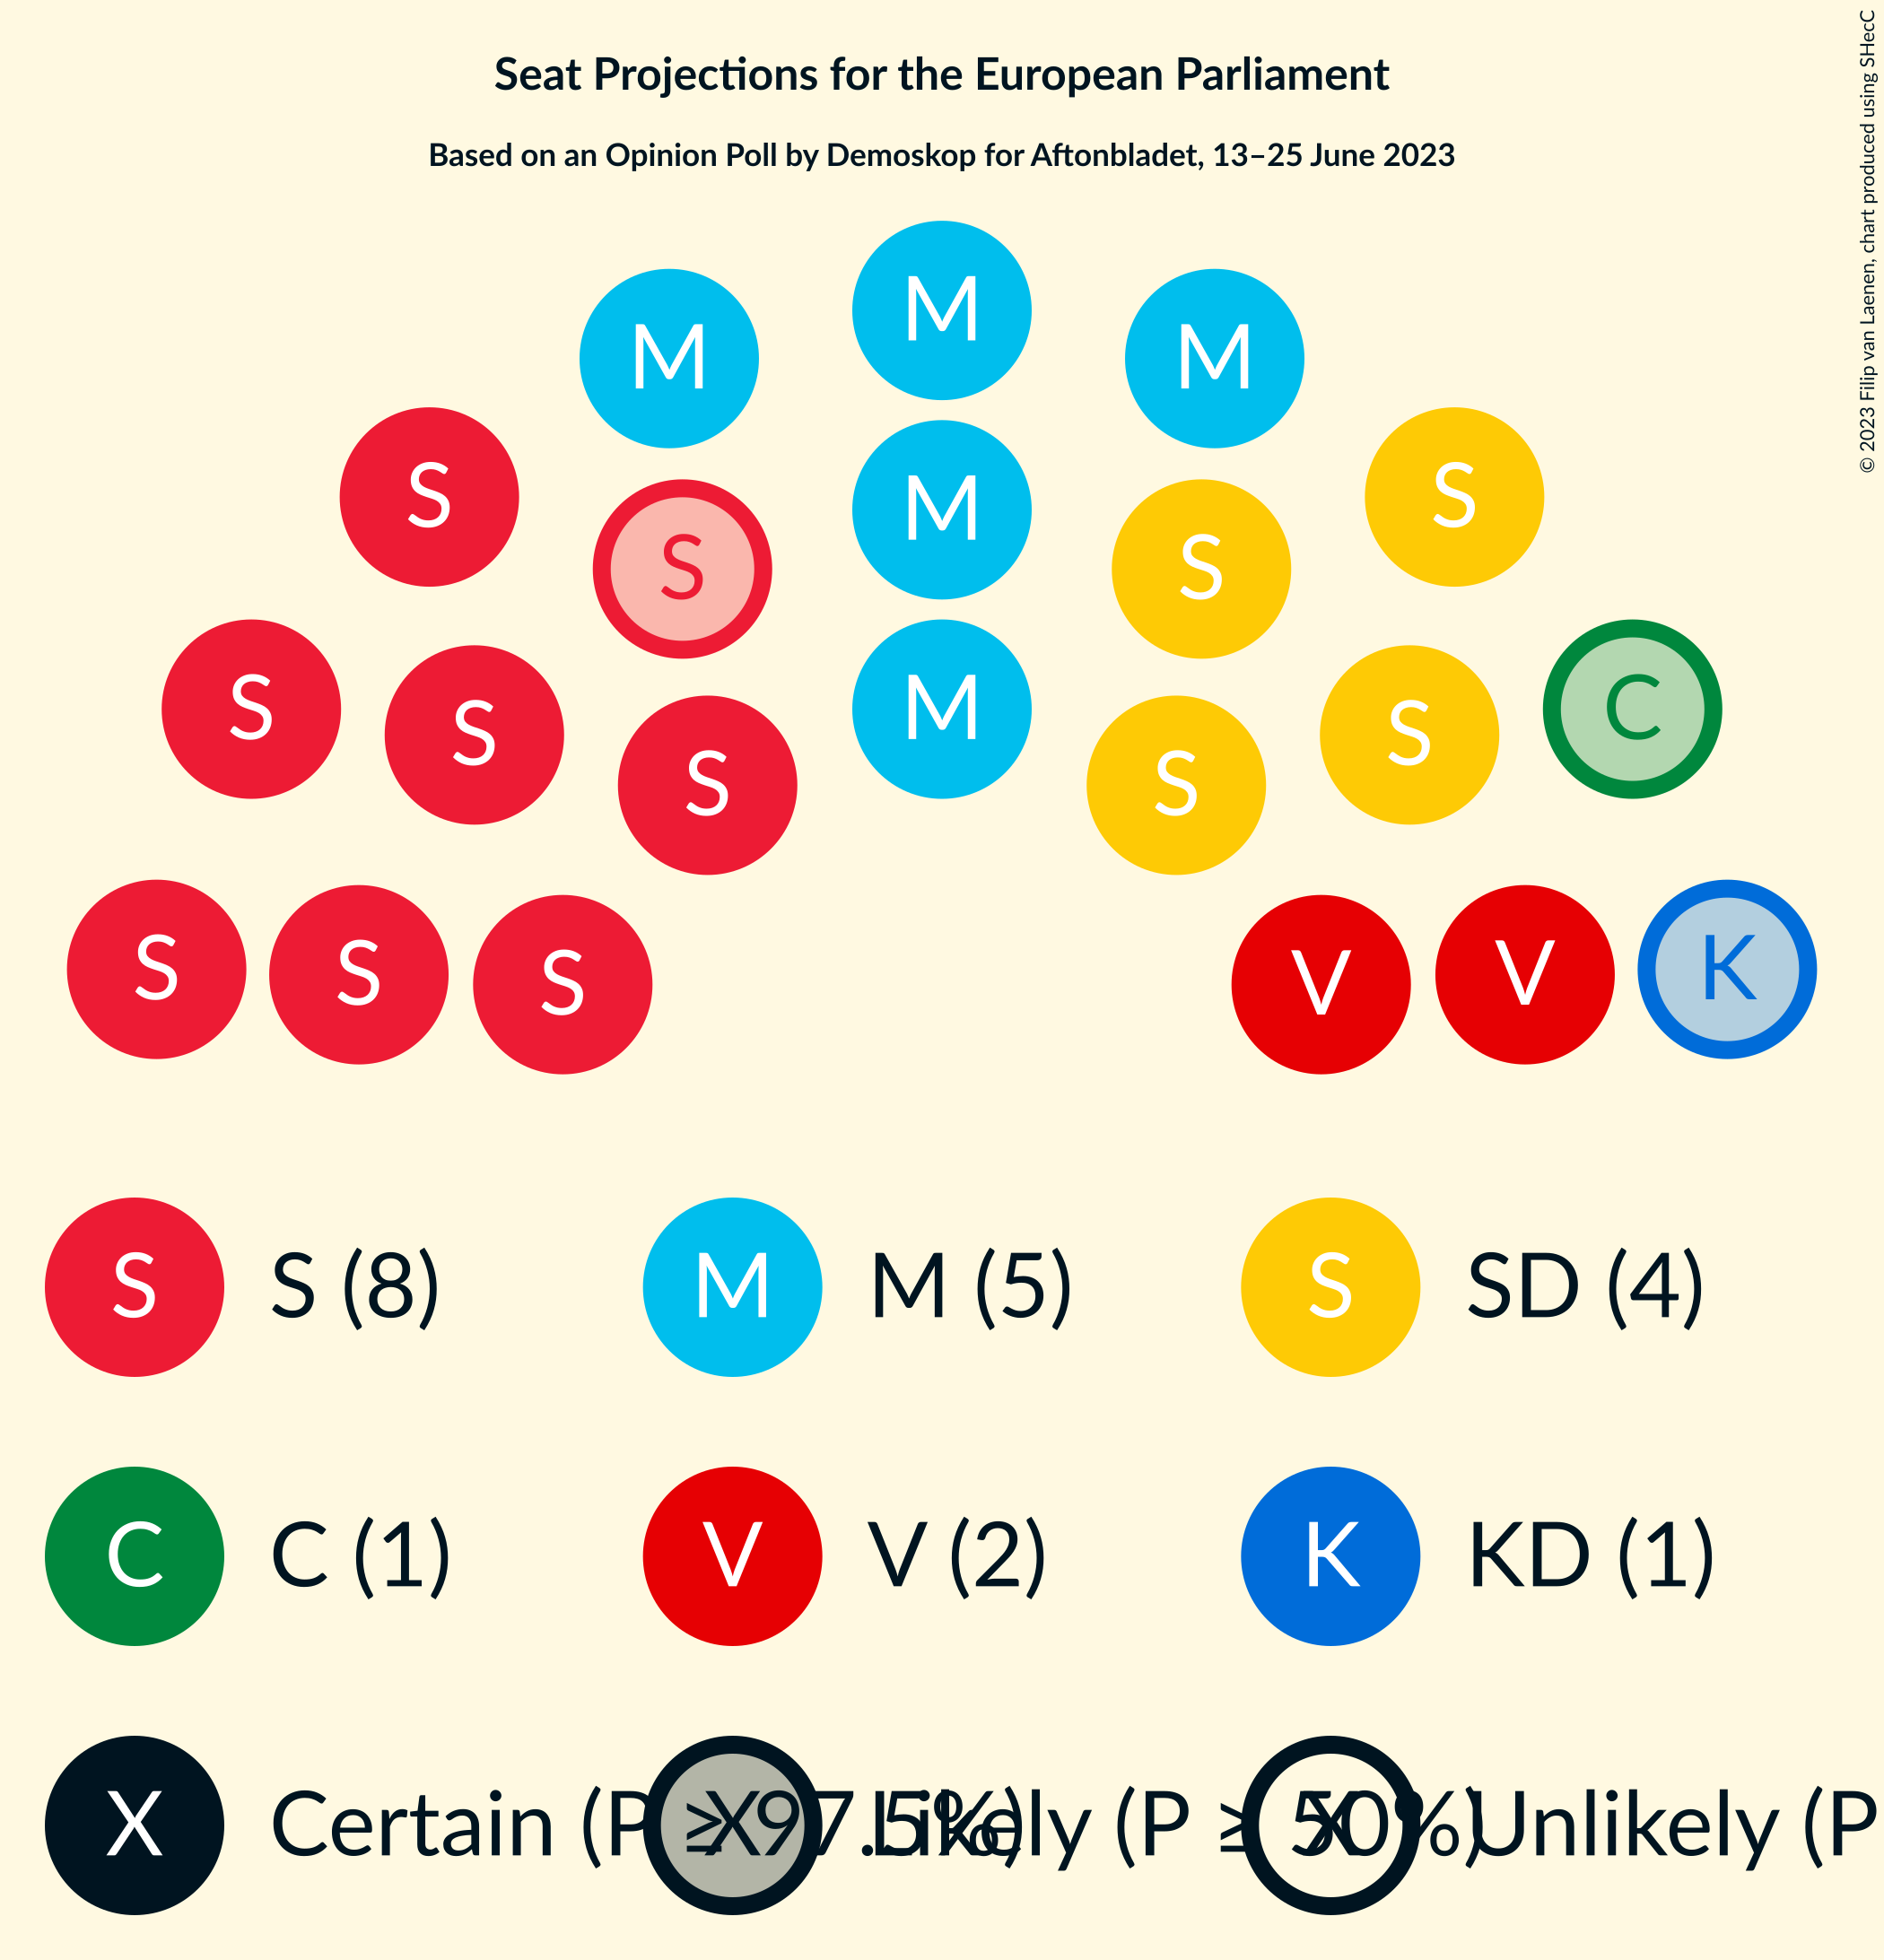 Seat Projections for the European Parliament
Based on an Opinion Poll by Demoskop for Aftonbladet, 13–25 June 2023
© 2023 Filip van Laenen, chart produced using SHecC
M
M M
S M S
S S
S S S C
S M
S S
S S S V V K
S S (8) M M (5) S SD (4)
C C (1) V V (2) K KD (1)
X Certain (P ≥ 97.5%) X Likely (P ≥ 50%) X Unlikely (P